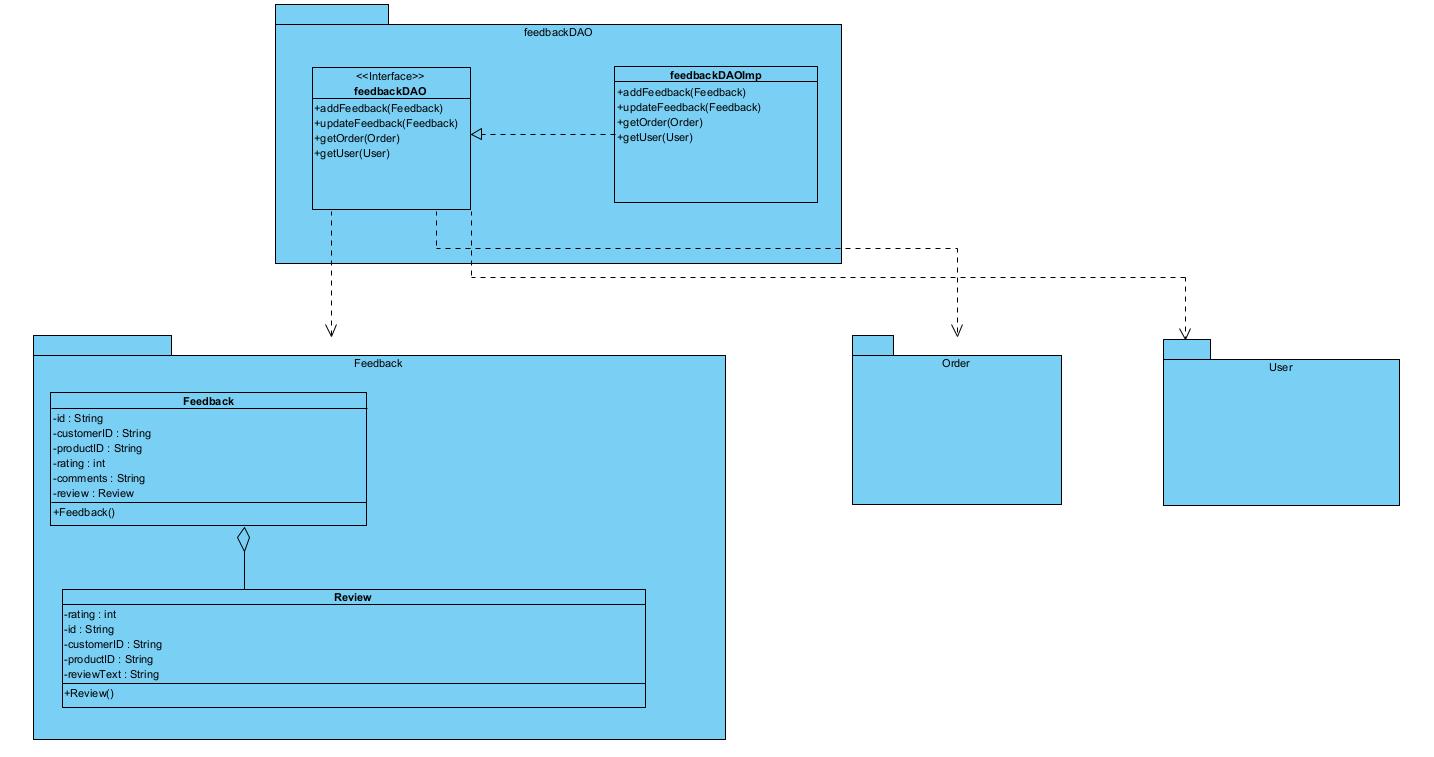 feedbackDAO
<<Interface>>
feedbackDAO
+addFeedback(Feedback)
+updateFeedback(Feedback)
+getOrder(Order)
+getUser(User)
feedbackDAOImp
+addFeedback(Feedback)
+updateFeedback(Feedback)
+getOrder(Order)
+getUser(User)
Feedback
Feedback
-id : String
-customerID : String
-productID : String
-rating : int
-comments : String
-review : Review
+Feedback()
Review
-rating : int
-id : String
-customerID : String
-productID : String
-reviewText : String
+Review()
Order
User